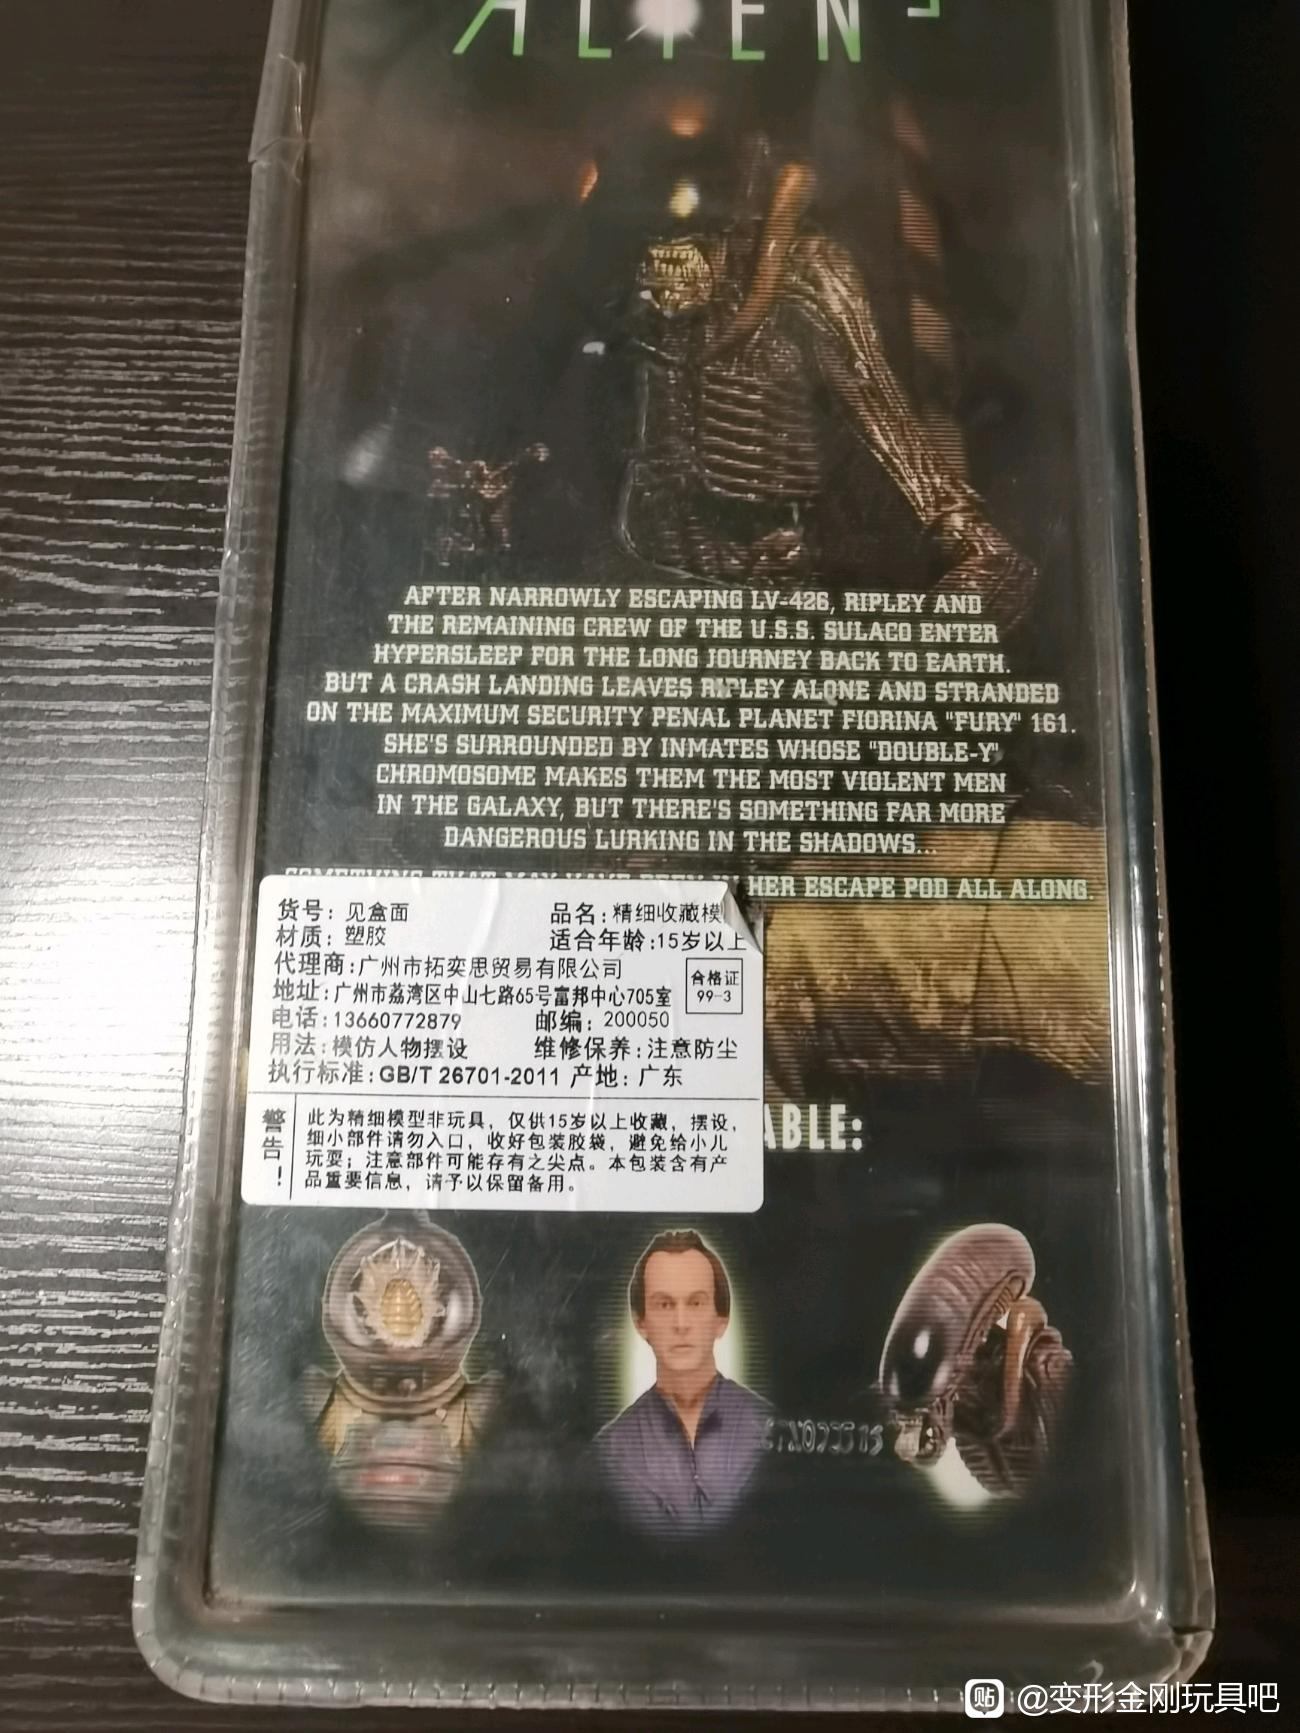 ALIEN 3
AFTER NARROWLY ESCAPING LV-426, RIPLEY AND
THE REMAINING CREW OF THE U.S.S. SULACO ENTER
HYPERSLEEP FOR THE LONG JOURNEY BACK TO EARTH.
BUT A CRASH LANDING LEAVES RIPLEY ALONE AND STRANDED
ON THE MAXIMUM SECURITY PENAL PLANET FIORINA "FURY" 161.
SHE'S SURROUNDED BY INMATES WHOSE "DOUBLE-Y"
CHROMOSOME MAKES THEM THE MOST VIOLENT MEN
IN THE GALAXY, BUT THERE'S SOMETHING FAR MORE
DANGEROUS LURKING IN THE SHADOWS...
SOMETHING THAT MAY HAVE BEEN IN HER ESCAPE POD ALL ALONG.
货号：见盒面 品名：精细收藏模
材质：塑胶 适合年龄：15岁以上
代理商：广州市拓奕思贸易有限公司
地址：广州市荔湾区中山七路65号富邦中心705室
合格证
99-3
电话：13660772879 邮编：200050
用法：模仿人物摆设 维修保养：注意防尘
执行标准：GB/T 26701-2011 产地：广东
警告！
此为精细模型非玩具，仅供15岁以上收藏，摆设，
细小部件请勿入口，收好包装胶袋，避免给小儿
玩耍；注意部件可能存有之尖点。本包装含有产
品重要信息，请予以保留备用。
ABLE:
贴 @变形金刚玩具吧